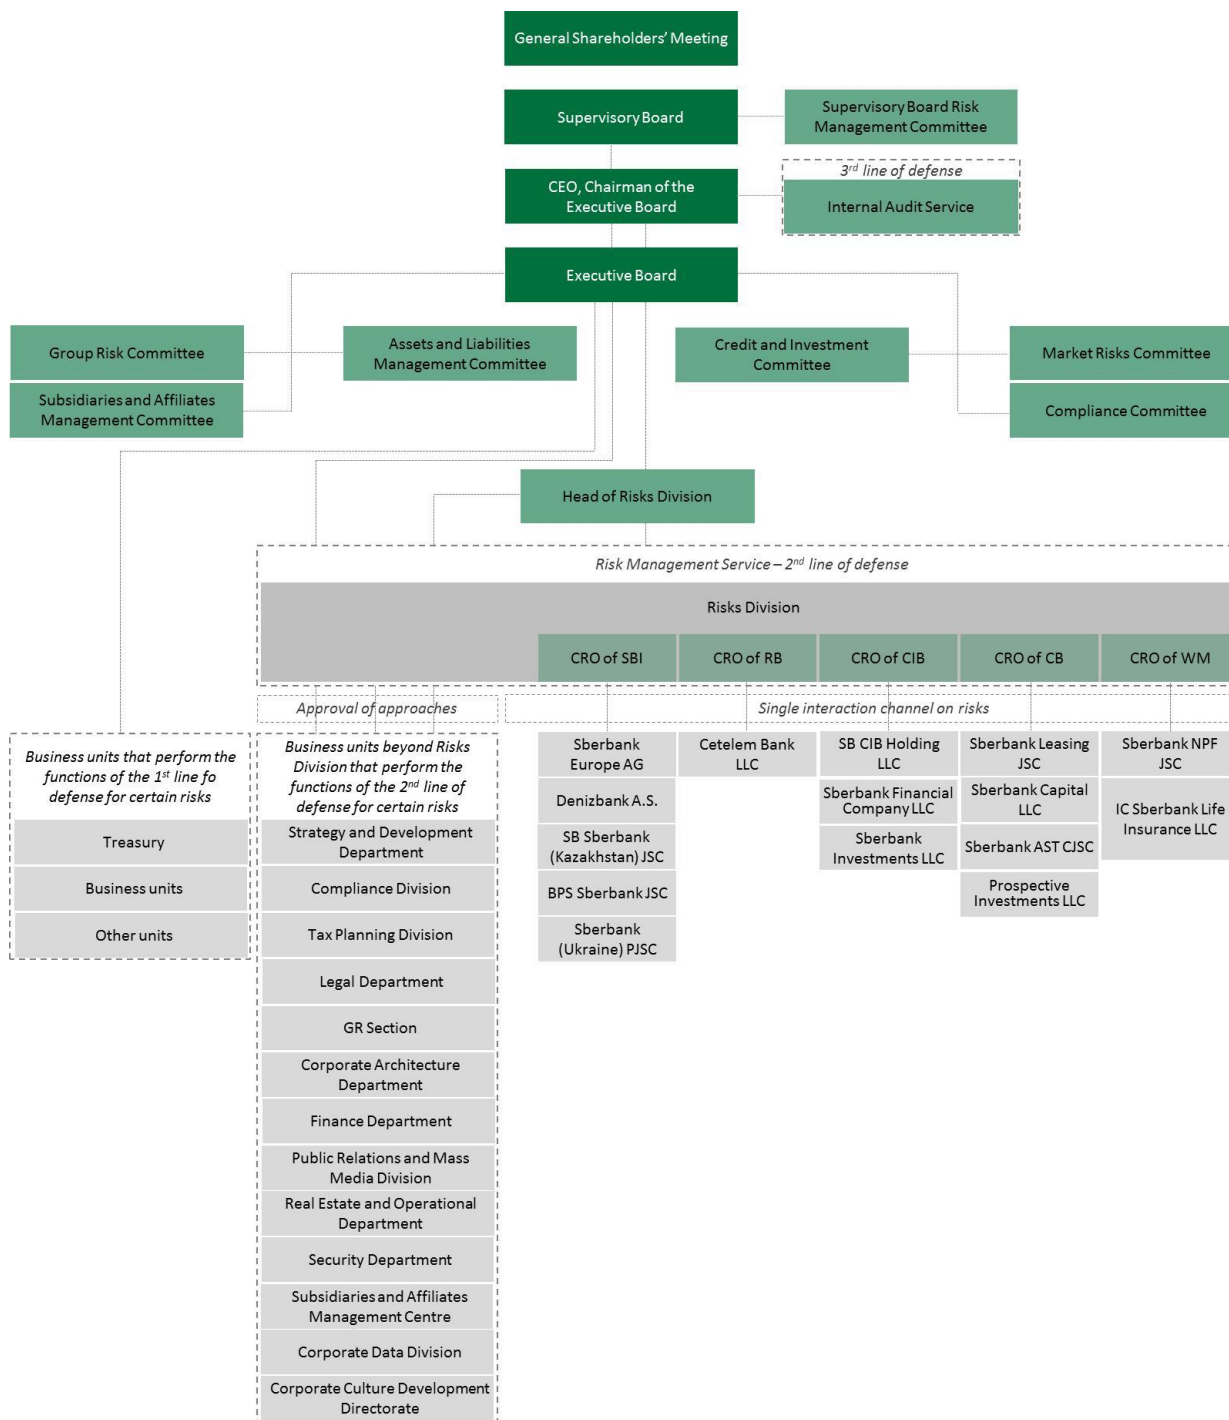 General Shareholders' Meeting
Supervisory Board
Supervisory Board Risk
Management Committee
3rd line of defense
CEO, Chairman of the
Executive Board
Internal Audit Service
Executive Board
Group Risk Committee
Assets and Liabilities
Management Committee
Credit and Investment
Committee
Market Risks Committee
Subsidiaries and Affiliates
Management Committee
Compliance Committee
Head of Risks Division
Risk Management Service – 2nd line of defense
Risks Division
CRO of SBI
CRO of RB
CRO of CIB
CRO of CB
CRO of WM
Approval of approaches
Single interaction channel on risks
Business units that perform the
functions of the 1st line fo
defense for certain risks
Treasury
Business units
Other units
Business units beyond Risks
Division that perform the
functions of the 2nd line of
defense for certain risks
Strategy and Development
Department
Compliance Division
Tax Planning Division
Legal Department
GR Section
Corporate Architecture
Department
Finance Department
Public Relations and Mass
Media Division
Real Estate and Operational
Department
Security Department
Subsidiaries and Affiliates
Management Centre
Corporate Data Division
Corporate Culture Development
Directorate
Sberbank
Europe AG
Denizbank A.S.
SB Sberbank
(Kazakhstan) JSC
BPS Sberbank JSC
Sberbank
(Ukraine) PJSC
Cetelem Bank
LLC
SB CIB Holding
LLC
Sberbank Financial
Company LLC
Sberbank
Investments LLC
Sberbank Leasing
JSC
Sberbank Capital
LLC
Sberbank AST CJSC
Prospective
Investments LLC
Sberbank NPF
JSC
IC Sberbank Life
Insurance LLC